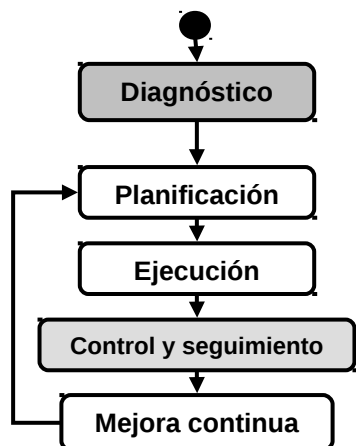 Diagnóstico
Planificación
Ejecución
Control y seguimiento
Mejora continua